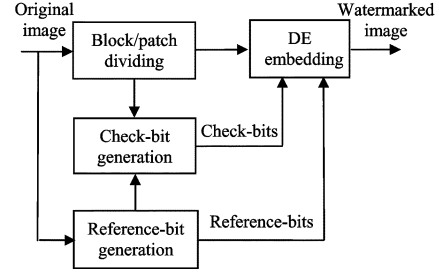 Original
image
Block/patch
dividing
DE
embedding
Watermarked
image
Check-bit
generation
Check-bits
Reference-bit
generation
Reference-bits